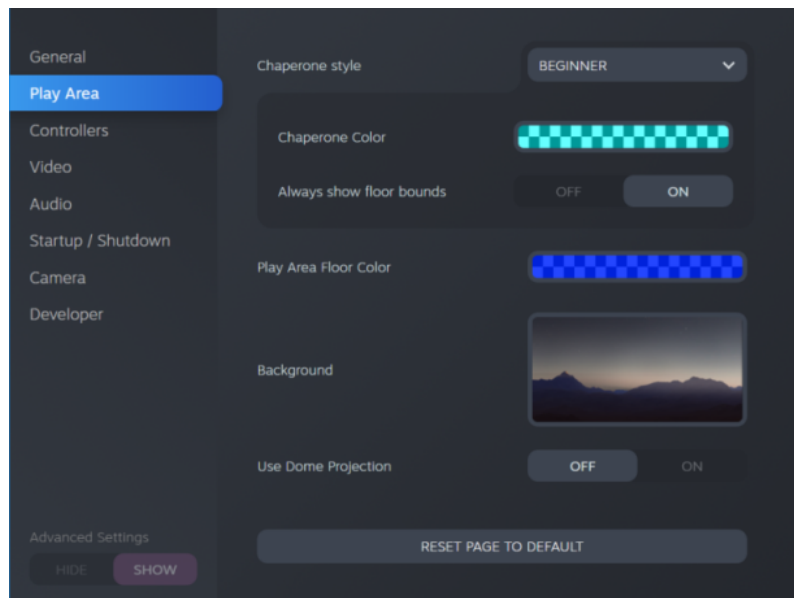 General
Play Area
Controllers
Video
Audio
Startup / Shutdown
Camera
Developer
Advanced Settings
HIDE SHOW
Chaperone style BEGINNER
Chaperone Color
Always show floor bounds OFF ON
Play Area Floor Color
Background
Use Dome Projection OFF ON
RESET PAGE TO DEFAULT